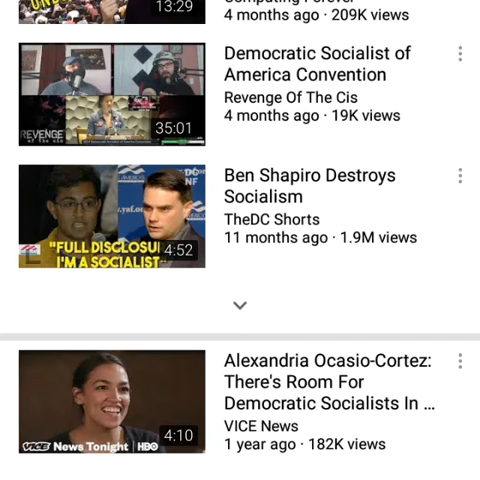 13:29
4 months ago · 209K views
Democratic Socialist of
America Convention
Revenge Of The Cis
4 months ago · 19K views
REVENGE
of the cis
35:01
Ben Shapiro Destroys
Socialism
TheDC Shorts
11 months ago · 1.9M views
"FULL DISCLOSU
I'M A SOCIALIST
4:52
Alexandria Ocasio-Cortez:
There's Room For
Democratic Socialists In ...
VICE News
1 year ago · 182K views
VICE News Tonight | HBO
4:10